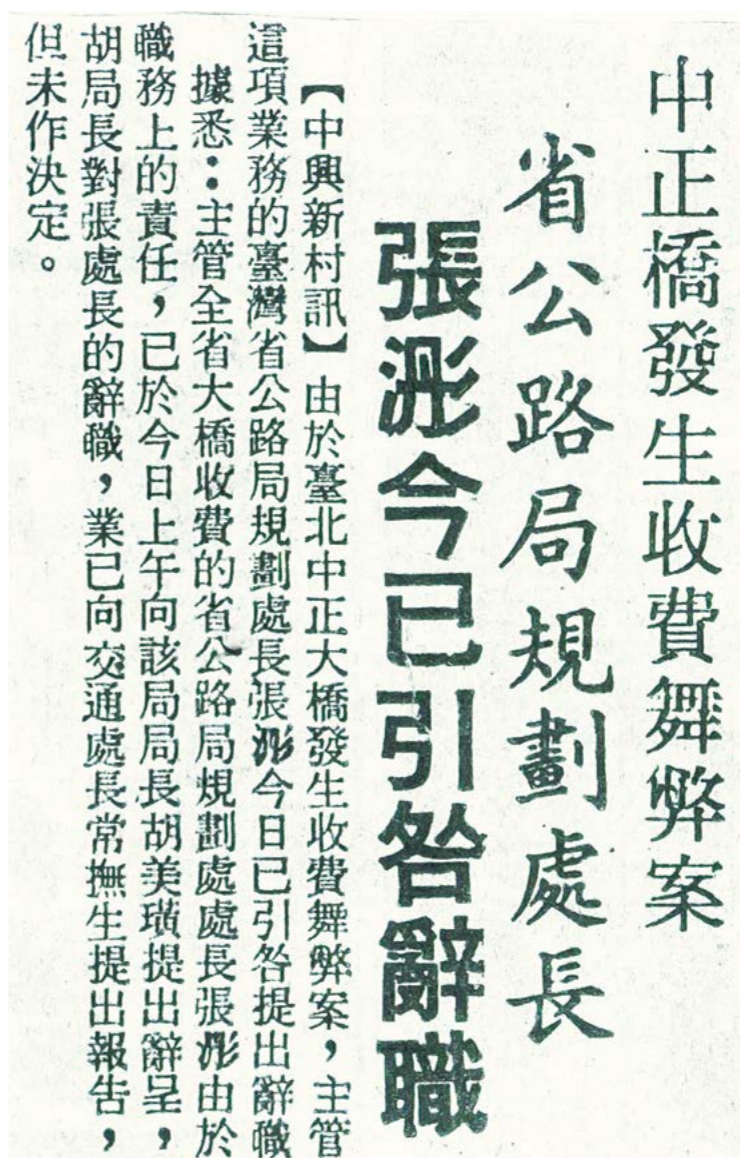 中正橋發生收費舞弊案
省公路局規劃處長
張浵今已引咎辭職
【中興新村訊】由於臺北中正大橋發生收費舞弊案，主管
這項業務的臺灣省公路局規劃處長張浵今日已引咎提出辭職
據悉：主管全省大橋收費的省公路局規劃處處長張浵由於
職務上的責任，已於今日上午向該局局長胡美璜提出辭呈，
胡局長對張處長的辭職，業已向交通處長常撫生提出報告，
但未作決定。